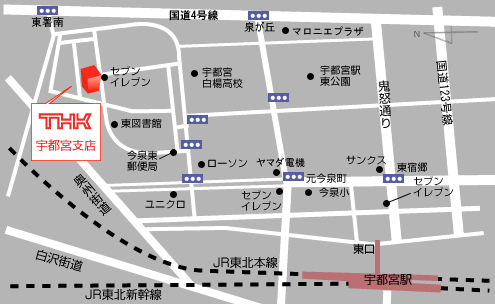 国道4号線
東署南
泉が丘
マロニエプラザ
N
セブン
イレブン
宇都宮
白楊高校
宇都宮駅
東公園
鬼怒通り
国道123号線
THK
宇都宮支店
東図書館
今泉東
郵便局
ローソン
ヤマダ電機
サンクス
東宿郷
元今泉町
セブン
イレブン
奥州街道
ユニクロ
セブン
イレブン
今泉小
白沢街道
JR東北本線
東口
宇都宮駅
JR東北新幹線